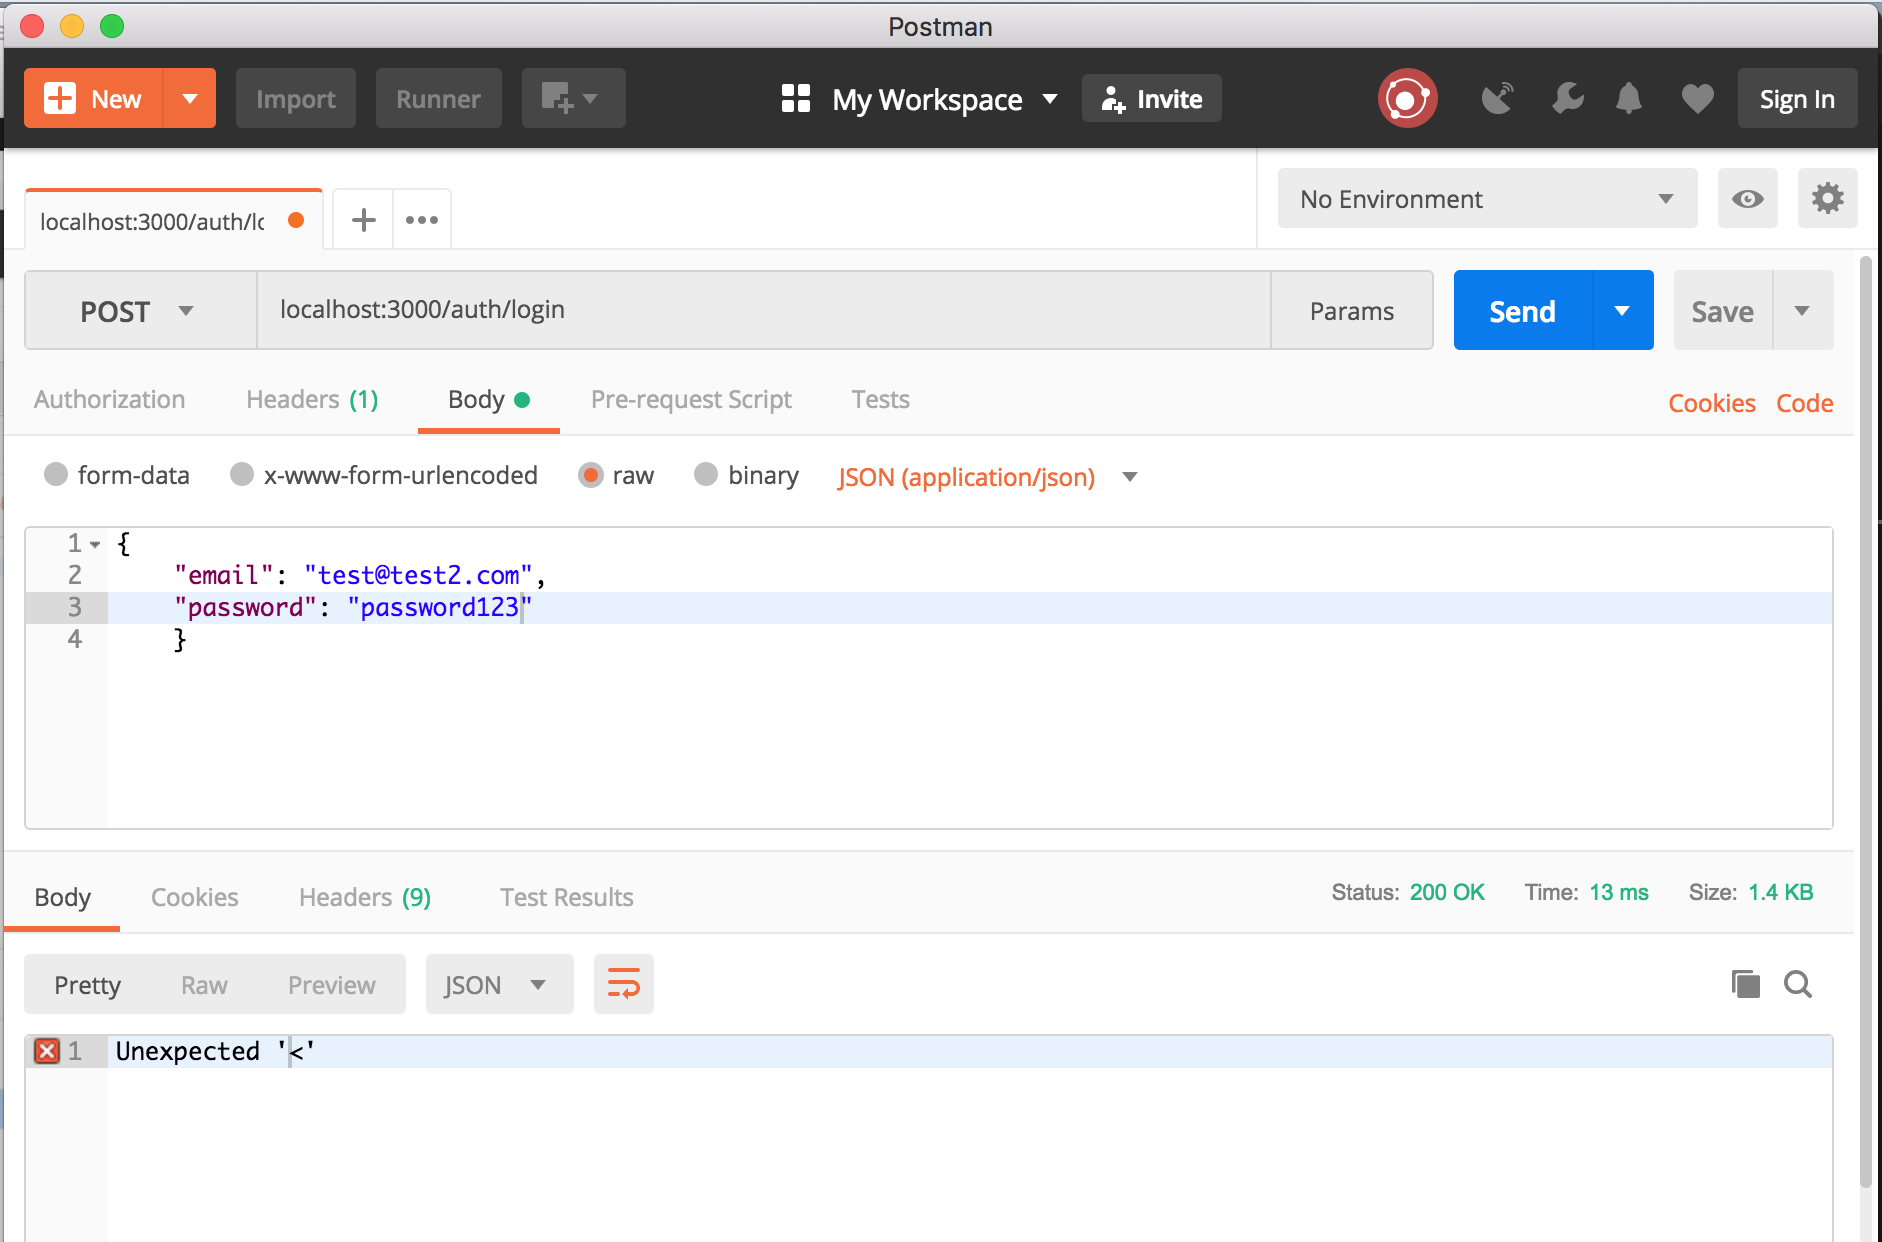 Postman
New Import Runner My Workspace Invite Sign In
localhost:3000/auth/lo No Environment
POST localhost:3000/auth/login Params Send Save
Authorization Headers (1) Body Pre-request Script Tests Cookies Code
form-data x-www-form-urlencoded raw binary JSON (application/json)
1 {
2 "email": "test@test2.com",
3 "password": "password123"
4 }
Body Cookies Headers (9) Test Results Status: 200 OK Time: 13 ms Size: 1.4 KB
Pretty Raw Preview JSON
1 Unexpected '<'